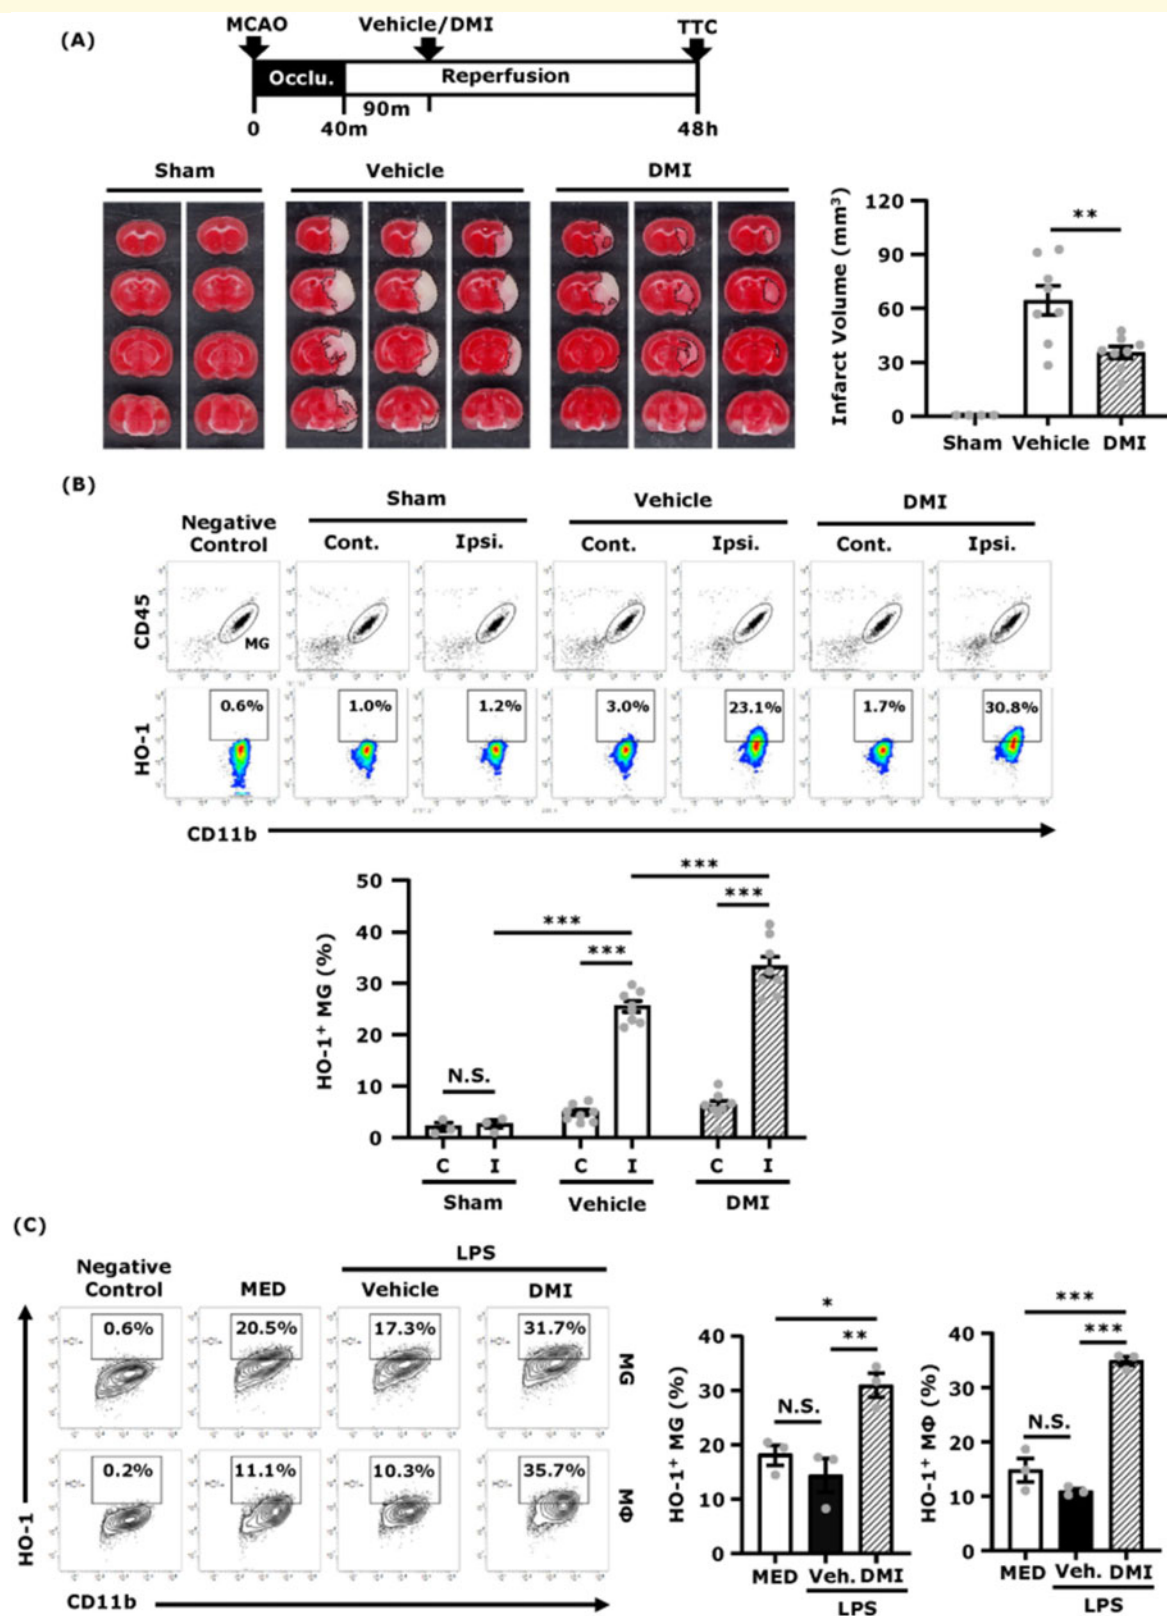 (A)
MCAO Vehicle/DMI TTC
Occlu. Reperfusion
90m
0 40m 48h
Sham Vehicle DMI
Infarct Volume (mm³)
120
**
90
60
30
0
Sham Vehicle DMI
(B)
Sham Vehicle DMI
Negative
Control Cont. Ipsi. Cont. Ipsi. Cont. Ipsi.
CD45
MG
HO-1
0.6% 1.0% 1.2% 3.0% 23.1% 1.7% 30.8%
CD11b
HO-1⁺ MG (%)
***
50
***
***
40
***
30
20
N.S.
10
0
C I C I C I
Sham Vehicle DMI
(C)
LPS
Negative
Control MED Vehicle DMI
0.6% 20.5% 17.3% 31.7%
MG
0.2% 11.1% 10.3% 35.7%
MΦ
HO-1
CD11b
HO-1⁺ MG (%)
*
**
40
30
N.S.
20
10
0
MED Veh. DMI
LPS
HO-1⁺ MΦ (%)
***
***
40
30
N.S.
20
10
0
MED Veh. DMI
LPS